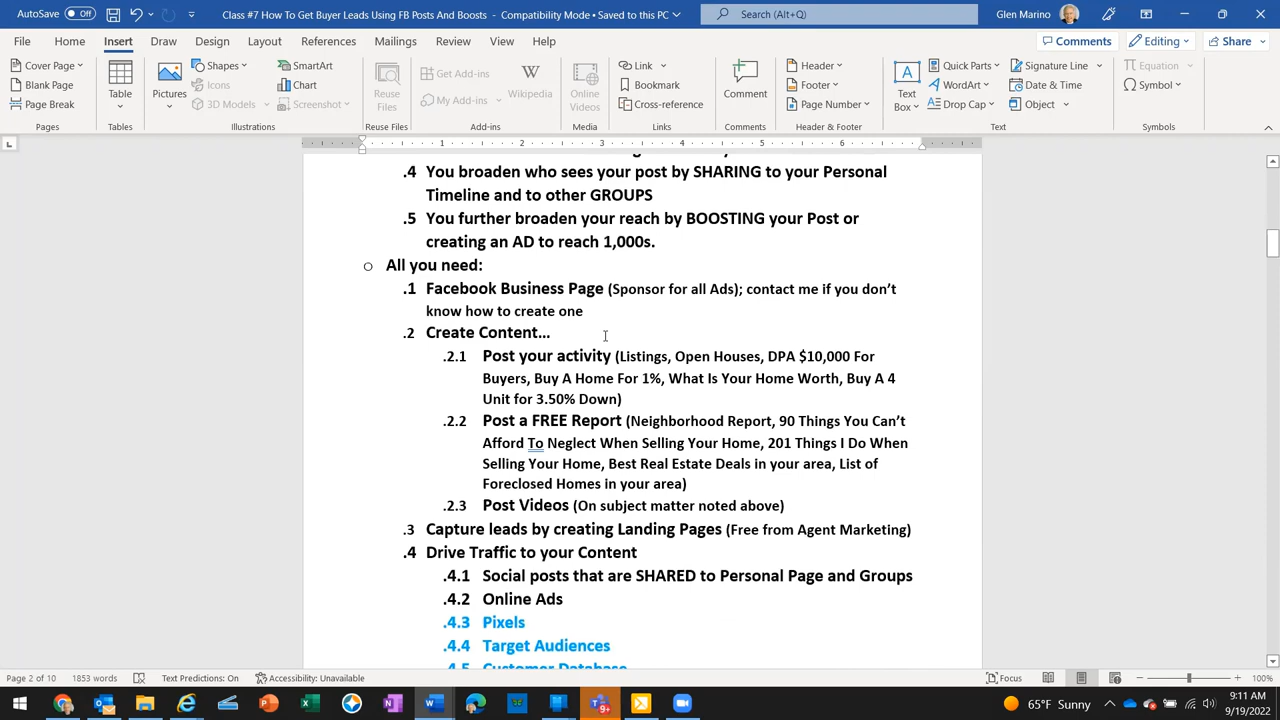 AutoSave Off
Class #7 How To Get Buyer Leads Using FB Posts And Boosts - Saved to this PC
Search (Alt+Q)
Glen Marino
File Home Insert Draw Design Layout References Mailings Review View Help
Comments Editing Share
Cover Page
Blank Page
Page Break
Table
Pictures
Shapes
Icons
3D Models
SmartArt
Chart
Screenshot
Reuse
Files
Get Add-ins
My Add-ins
Wikipedia
Online
Videos
Link
Bookmark
Cross-reference
Comment
Header
Footer
Page Number
Text
Box
Quick Parts
WordArt
Drop Cap
Signature Line
Date & Time
Object
Equation
Symbol
Pages Tables Illustrations Reuse Files Add-ins Media Links Comments Header & Footer Text Symbols
1 2 3 4 5 6
.4 You broaden who sees your post by SHARING to your Personal
Timeline and to other GROUPS
.5 You further broaden your reach by BOOSTING your Post or
creating an AD to reach 1,000s.
o All you need:
.1 Facebook Business Page (Sponsor for all Ads); contact me if you don’t
know how to create one
.2 Create Content…
.2.1 Post your activity (Listings, Open Houses, DPA $10,000 For
Buyers, Buy A Home For 1%, What Is Your Home Worth, Buy A 4
Unit for 3.50% Down)
.2.2 Post a FREE Report (Neighborhood Report, 90 Things You Can’t
Afford To Neglect When Selling Your Home, 201 Things I Do When
Selling Your Home, Best Real Estate Deals in your area, List of
Foreclosed Homes in your area)
.2.3 Post Videos (On subject matter noted above)
.3 Capture leads by creating Landing Pages (Free from Agent Marketing)
.4 Drive Traffic to your Content
.4.1 Social posts that are SHARED to Personal Page and Groups
.4.2 Online Ads
.4.3 Pixels
.4.4 Target Audiences
.4.5 Customer Database
Page 2 of 10 1853 words Text Predictions: On Accessibility: Unavailable
Focus 100%
65°F Sunny
9:11 AM
9/19/2022
9+